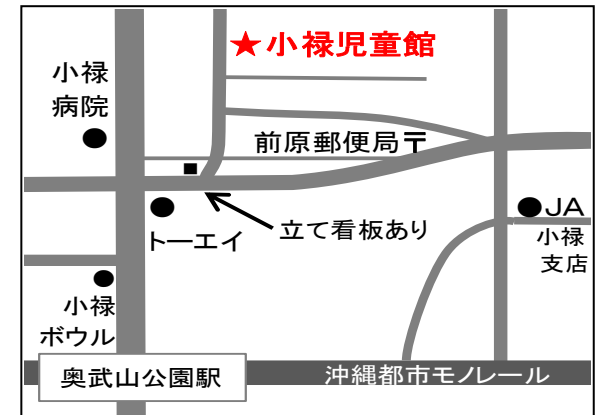 ★小禄児童館
小禄
病院
前原郵便局〒
トーエイ
立て看板あり
JA
小禄
支店
小禄
ボウル
奥武山公園駅
沖縄都市モノレール